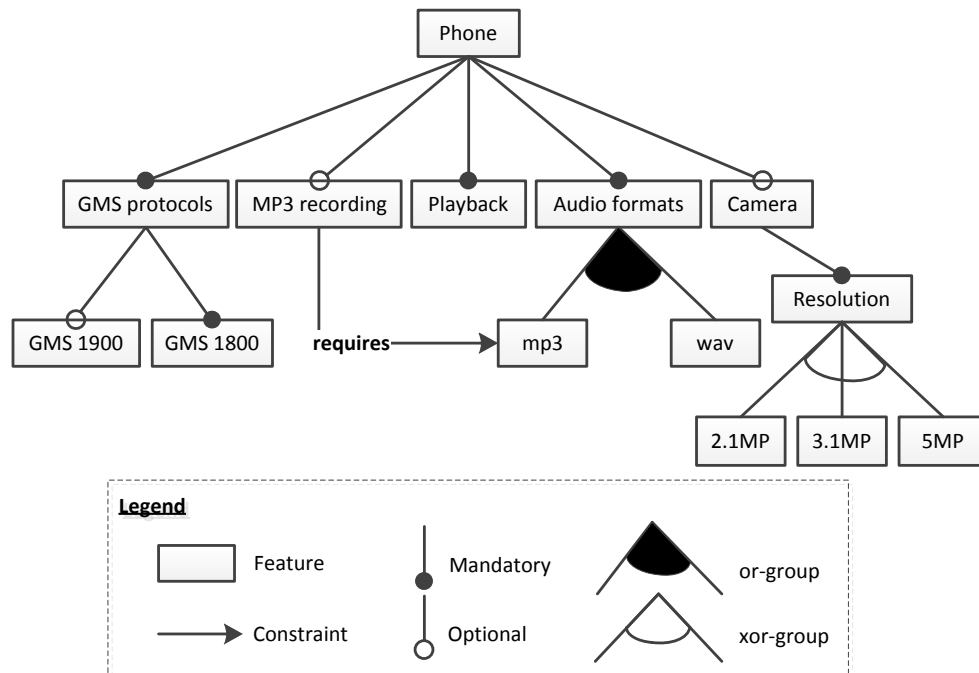 Phone
GMS protocols
MP3 recording
Playback
Audio formats
Camera
Resolution
GMS 1900
GMS 1800
requires
mp3
wav
2.1MP
3.1MP
5MP
Legend
Feature
Mandatory
or-group
Constraint
Optional
xor-group